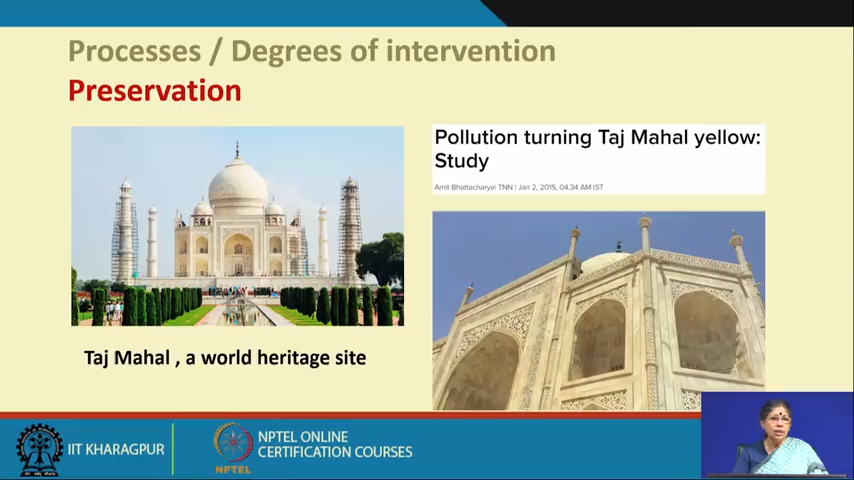 Processes / Degrees of intervention
Preservation
Pollution turning Taj Mahal yellow:
Study
Amit Bhattacharya| TNN | Jan 2, 2015, 04.34 AM IST
Taj Mahal , a world heritage site
IIT KHARAGPUR
NPTEL
NPTEL ONLINE
CERTIFICATION COURSES